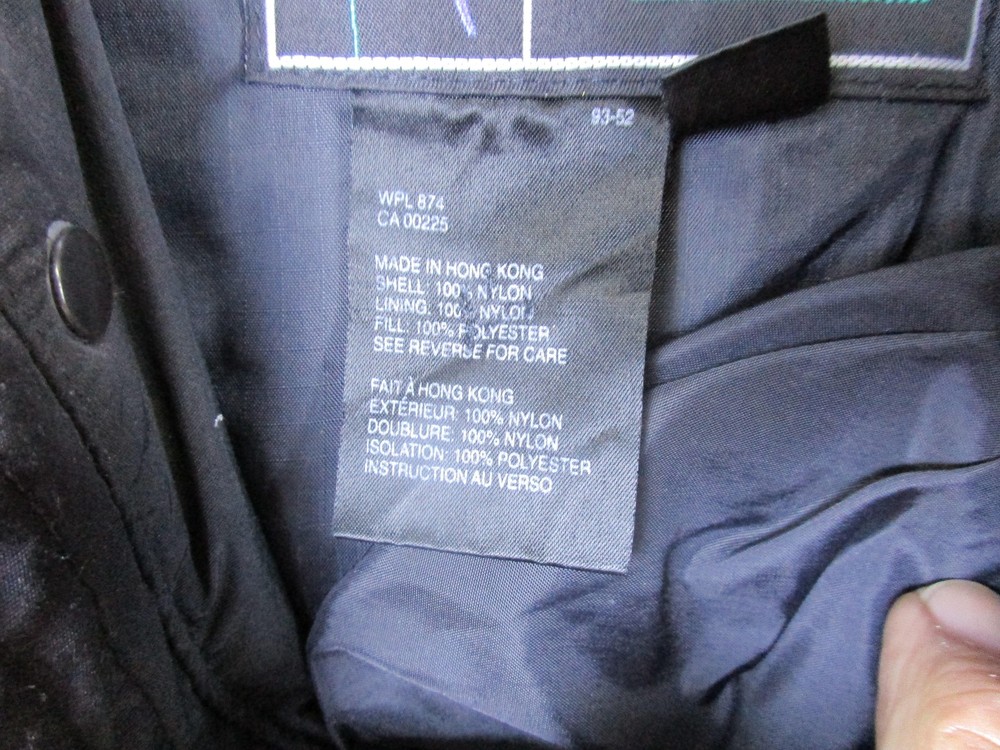 93-52
WPL 874
CA 00225
MADE IN HONG KONG
SHELL: 100% NYLON
LINING: 100% NYLON
FILL: 100% POLYESTER
SEE REVERSE FOR CARE
FAIT À HONG KONG
EXTÉRIEUR: 100% NYLON
DOUBLURE: 100% NYLON
ISOLATION: 100% POLYESTER
INSTRUCTION AU VERSO